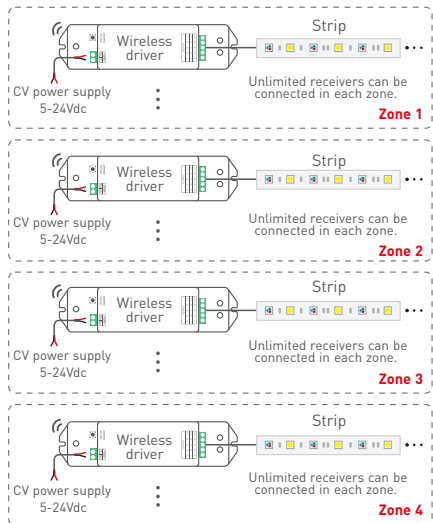 Strip
Wireless
driver
CV power supply
5-24Vdc
Unlimited receivers can be
connected in each zone.
Zone 1
Strip
Wireless
driver
CV power supply
5-24Vdc
Unlimited receivers can be
connected in each zone.
Zone 2
Strip
Wireless
driver
CV power supply
5-24Vdc
Unlimited receivers can be
connected in each zone.
Zone 3
Strip
Wireless
driver
CV power supply
5-24Vdc
Unlimited receivers can be
connected in each zone.
Zone 4